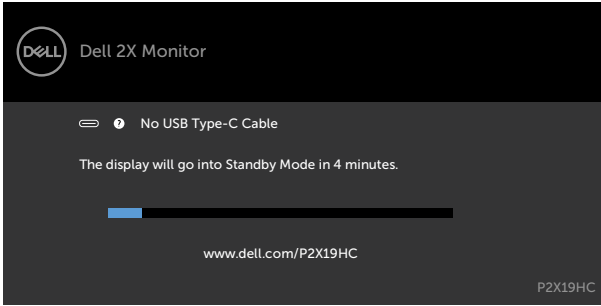 DELL
Dell 2X Monitor
? No USB Type-C Cable
The display will go into Standby Mode in 4 minutes.
www.dell.com/P2X19HC
P2X19HC